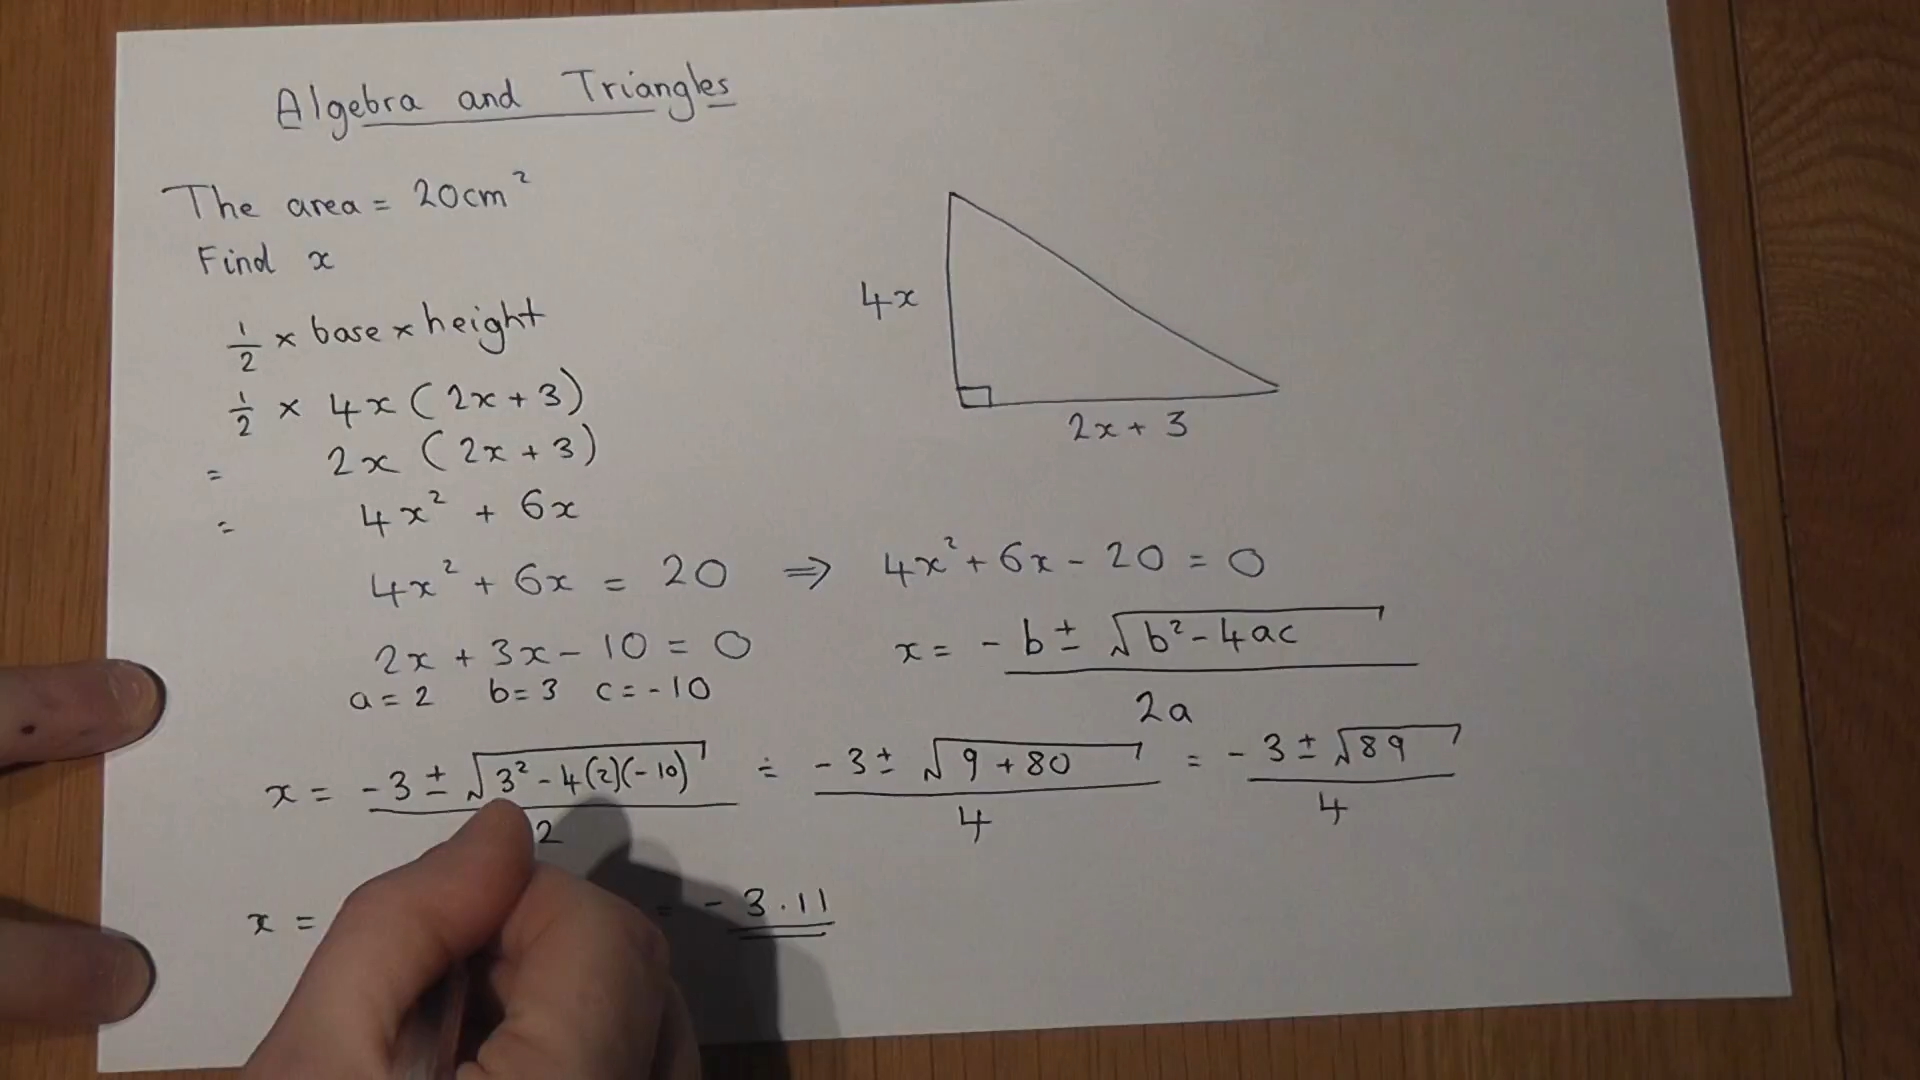 Algebra and Triangles
The area = 20cm²
Find x
1/2 × base × height
1/2 × 4x (2x + 3)
= 2x (2x + 3)
= 4x² + 6x
4x
2x + 3
4x² + 6x = 20 ⇒ 4x² + 6x - 20 = 0
2x + 3x - 10 = 0
a = 2 b = 3 c = -10
x = -b ± √b² - 4ac / 2a
x = -3 ± √3² - 4(2)(-10) / 2 = -3 ± √9 + 80 / 4 = -3 ± √89 / 4
x = = -3.11